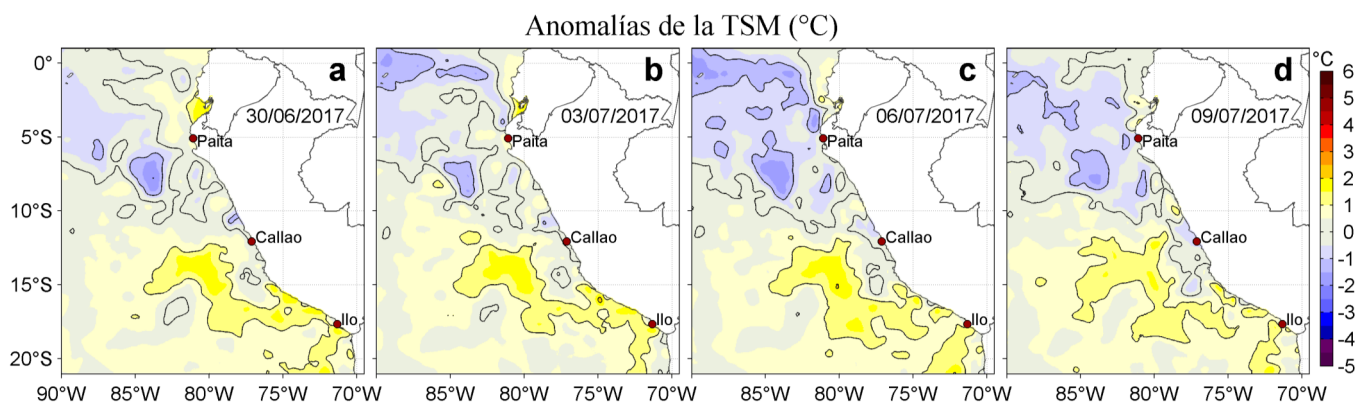 Anomalías de la TSM (°C)
a b c d °C
30/06/2017 03/07/2017 06/07/2017 09/07/2017
Paita Paita Paita Paita
Callao Callao Callao Callao
Ilo Ilo Ilo Ilo
0°
5°S
10°S
15°S
20°S
90°W 85°W 80°W 75°W 70°W 85°W 80°W 75°W 70°W 85°W 80°W 75°W 70°W 85°W 80°W 75°W 70°W
6
5
4
3
2
1
0
-1
-2
-3
-4
-5